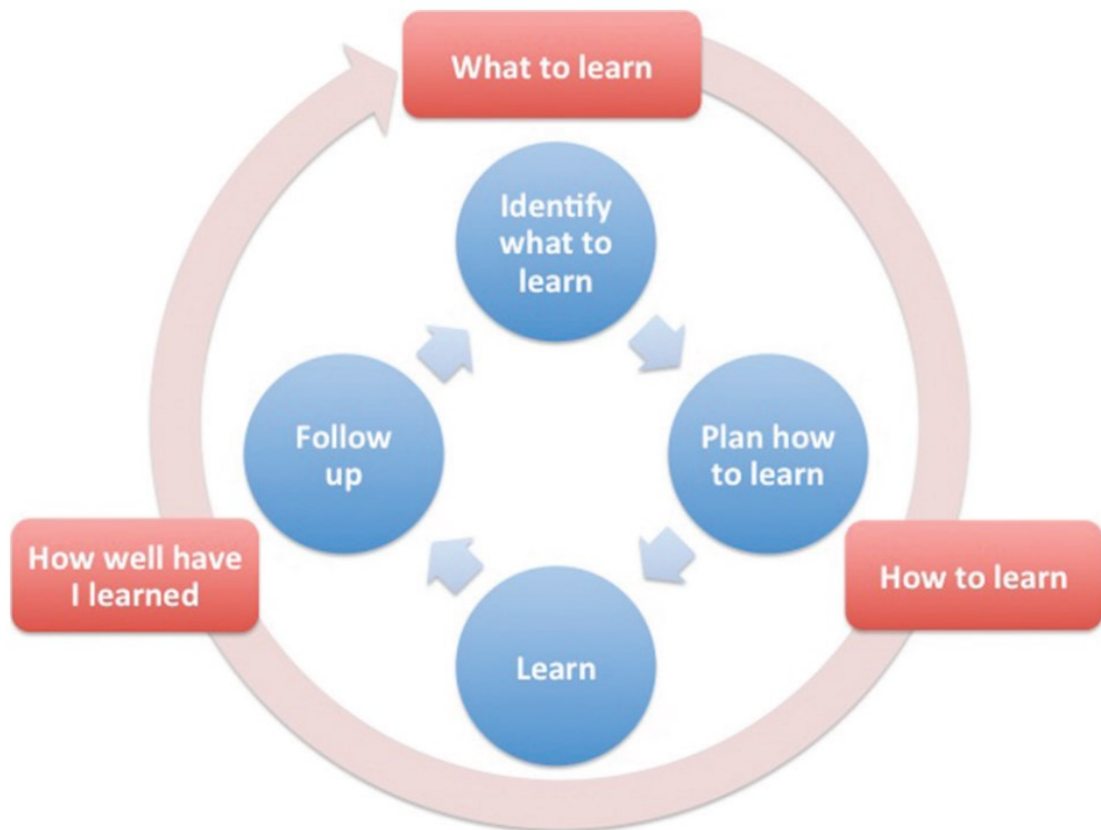 What to learn
Identify
what to
learn
Follow
up
Plan how
to learn
How well have
I learned
How to learn
Learn